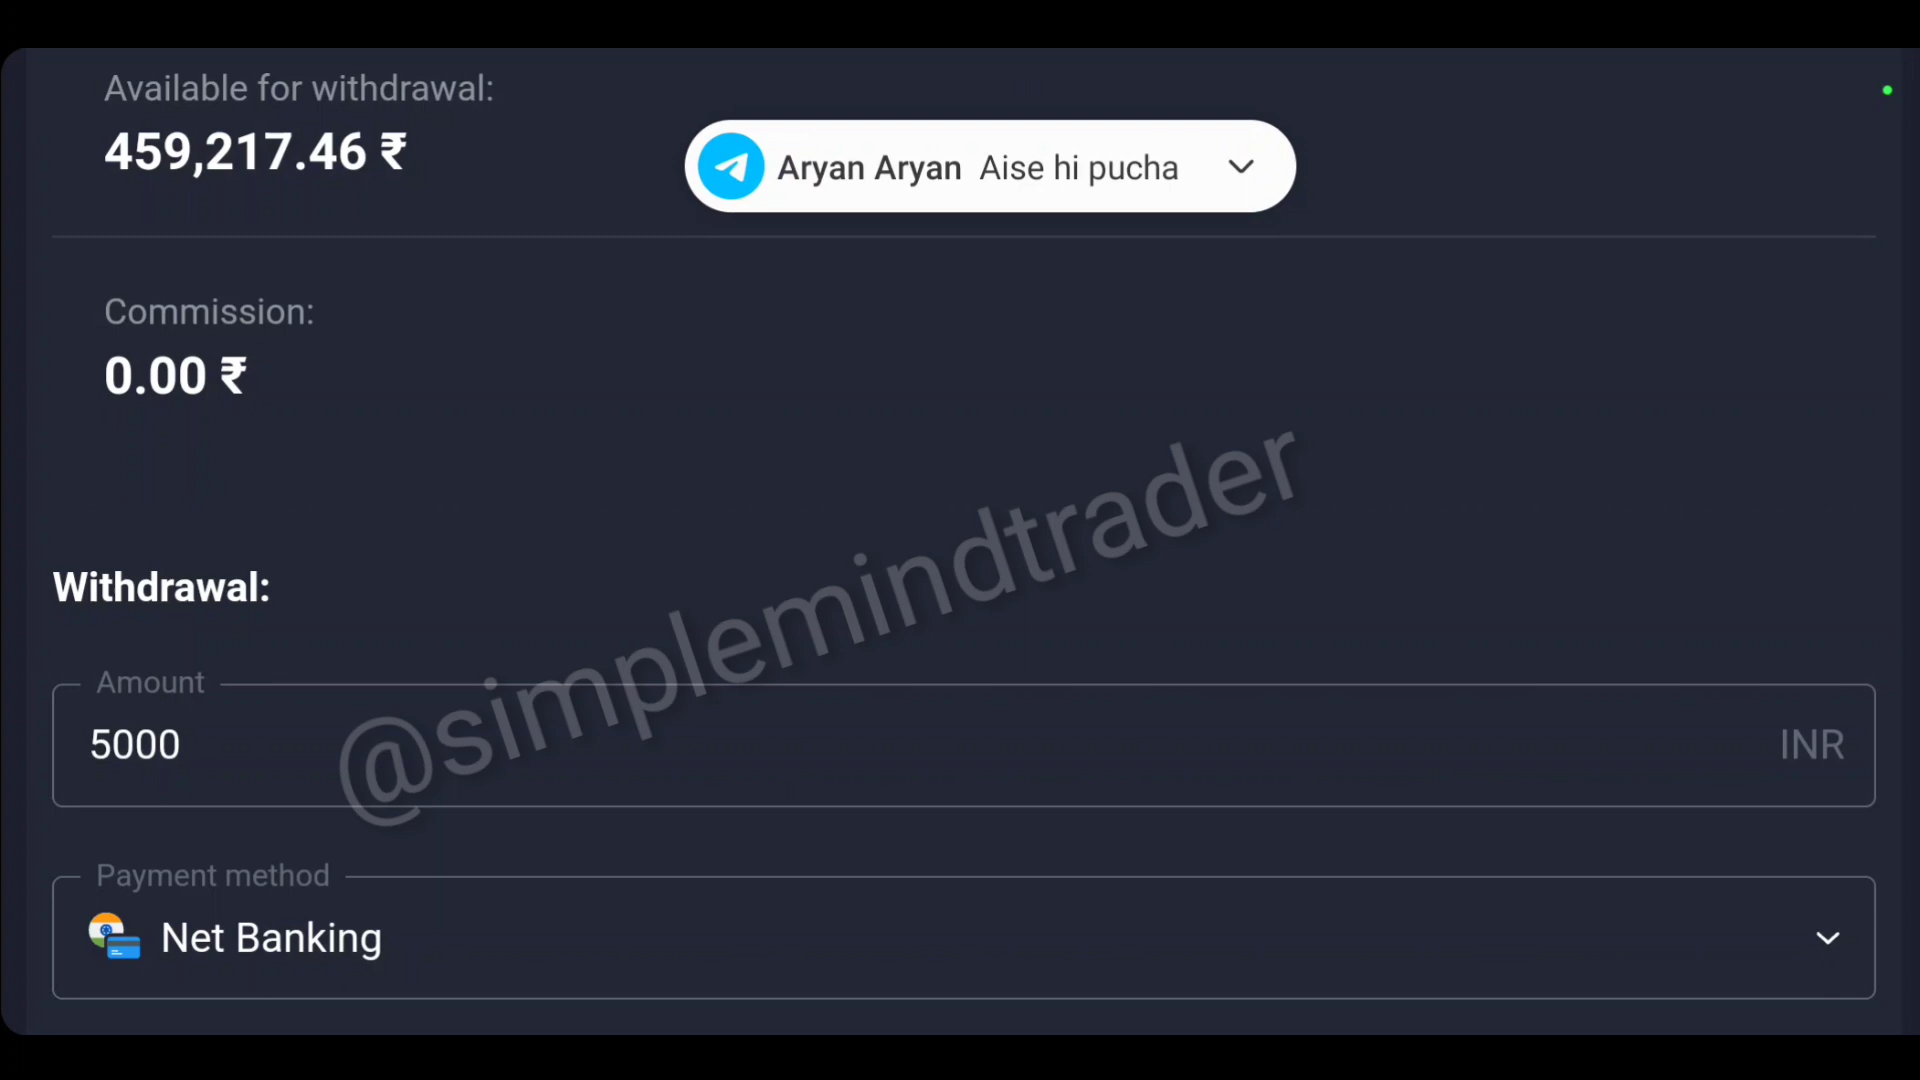 Available for withdrawal:
459,217.46 ₹
Aryan Aryan Aise hi pucha
Commission:
0.00 ₹
@simplemindtrader
Withdrawal:
Amount
5000 INR
Payment method
Net Banking